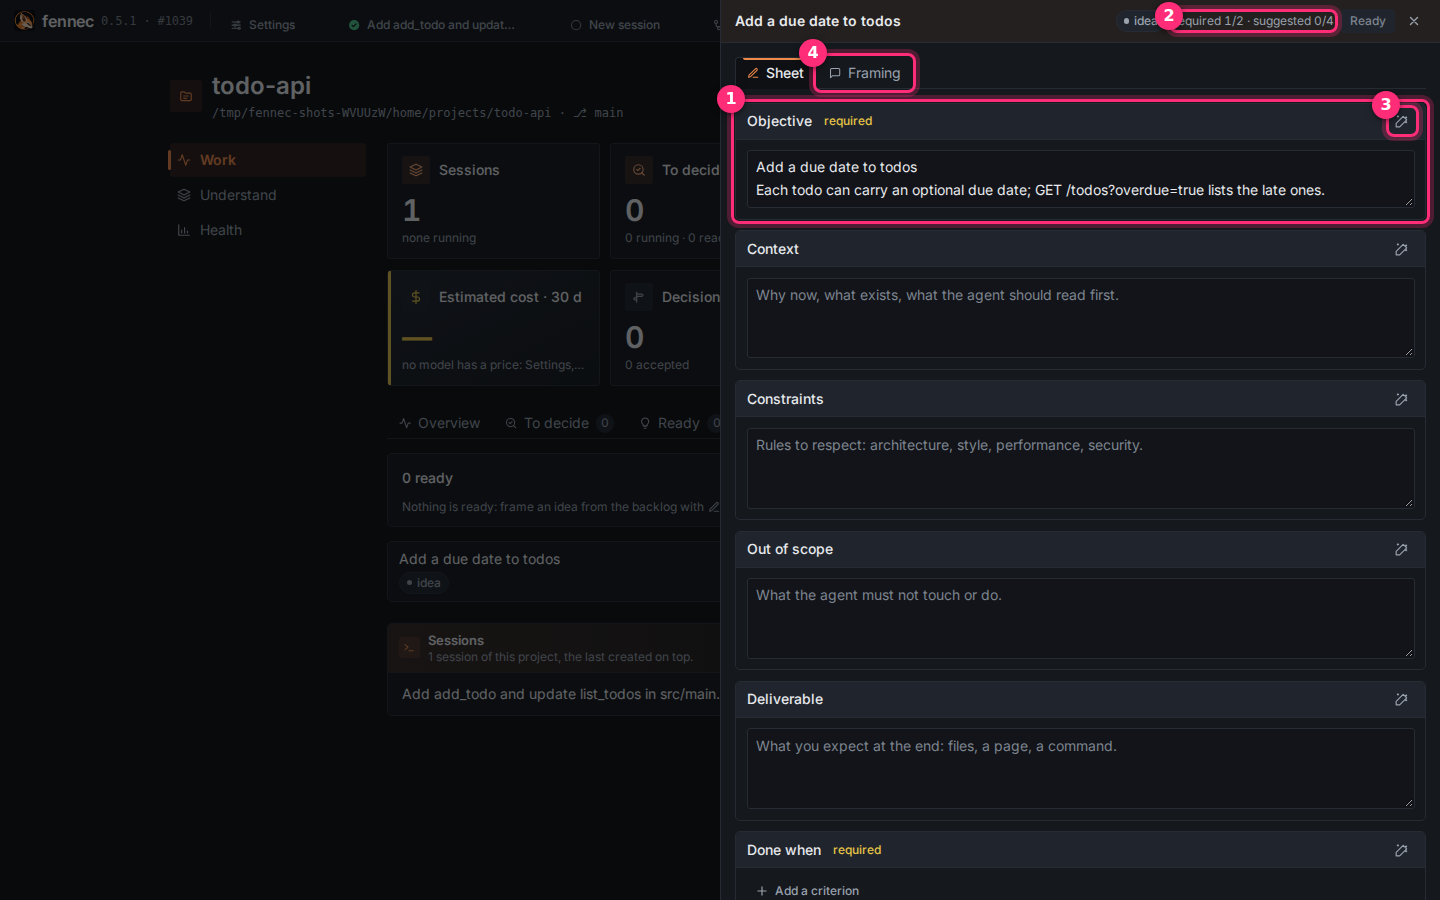 fennec 0.5.1 · #1039
Settings
Add add_todo and updat...
New session
todo-api
/tmp/fennec-shots-WVUUzW/home/projects/todo-api · main
Work
Understand
Health
Sessions
1
none running
To decid
0
0 running · 0 read
Estimated cost · 30 d
—
no model has a price: Settings,...
Decision
0
0 accepted
Overview
To decide 0
Ready 0
0 ready
Nothing is ready: frame an idea from the backlog with
Add a due date to todos
idea
Sessions
1 session of this project, the last created on top.
Add add_todo and update list_todos in src/main.
Add a due date to todos
idea
2
equired 1/2 · suggested 0/4
Ready
Sheet
4
Framing
1
3
Objective required
Add a due date to todos
Each todo can carry an optional due date; GET /todos?overdue=true lists the late ones.
Context
Why now, what exists, what the agent should read first.
Constraints
Rules to respect: architecture, style, performance, security.
Out of scope
What the agent must not touch or do.
Deliverable
What you expect at the end: files, a page, a command.
Done when required
Add a criterion